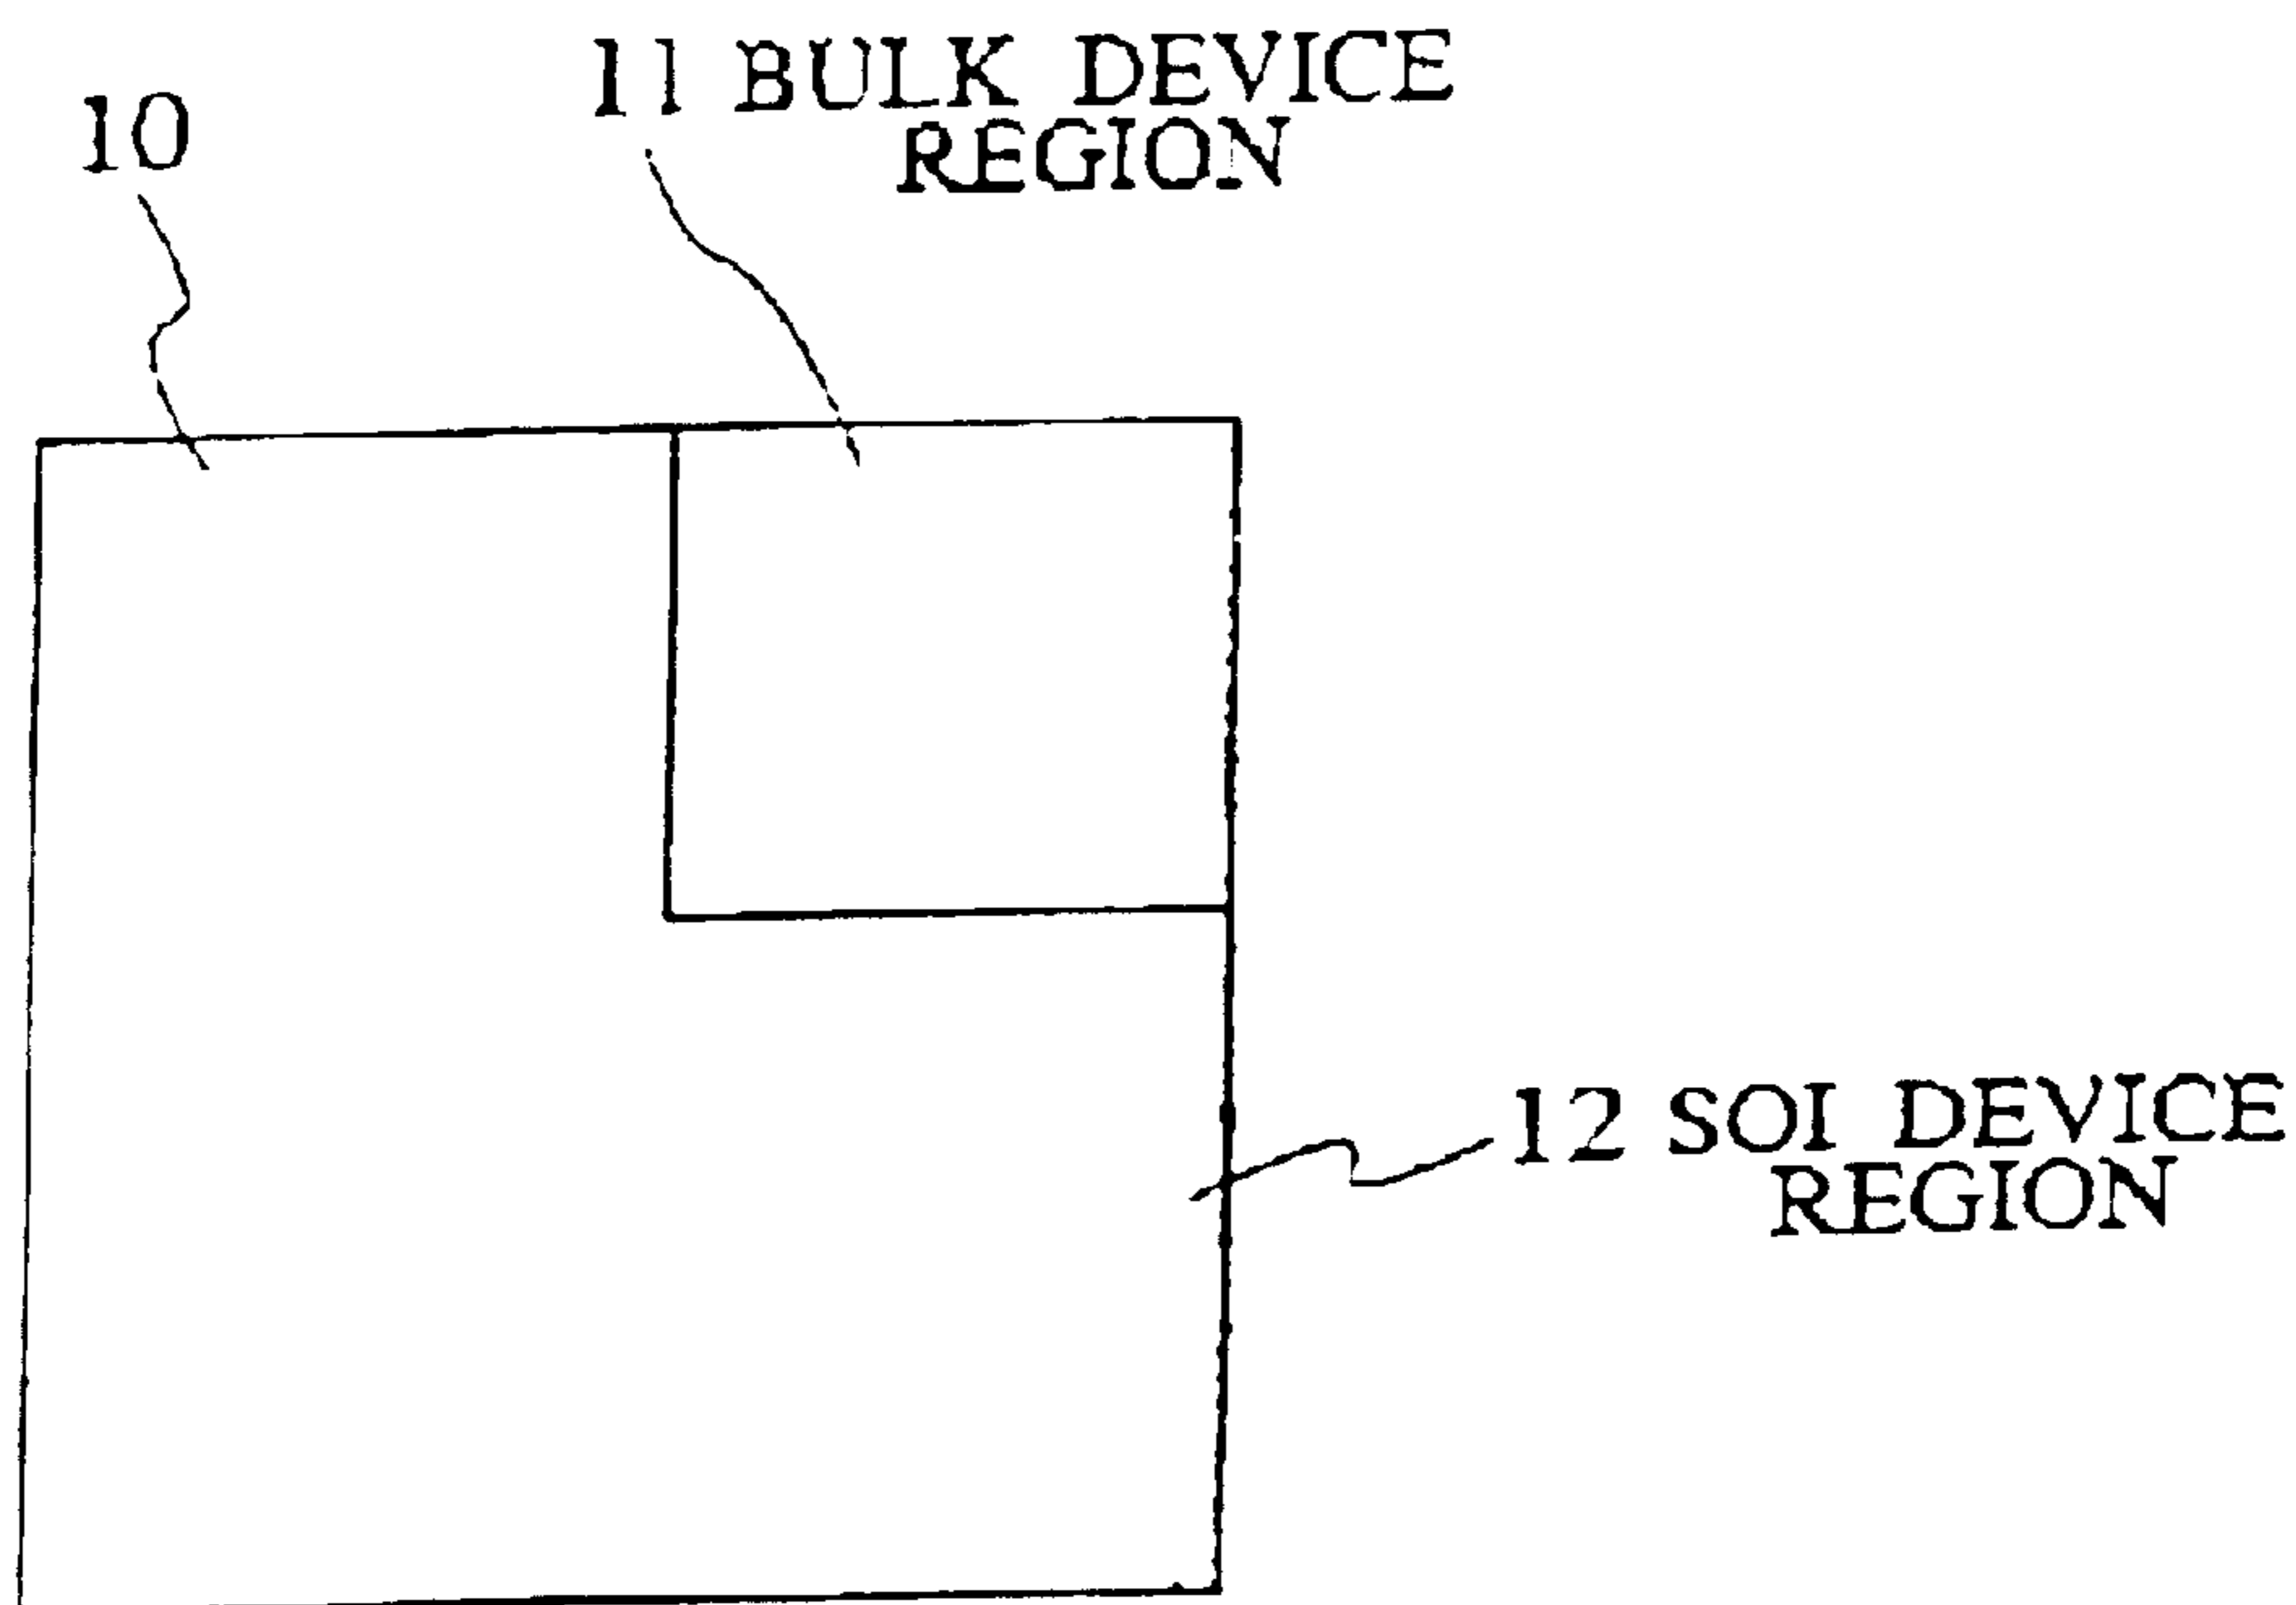 10
11 BULK DEVICE
REGION
12 SOI DEVICE
REGION